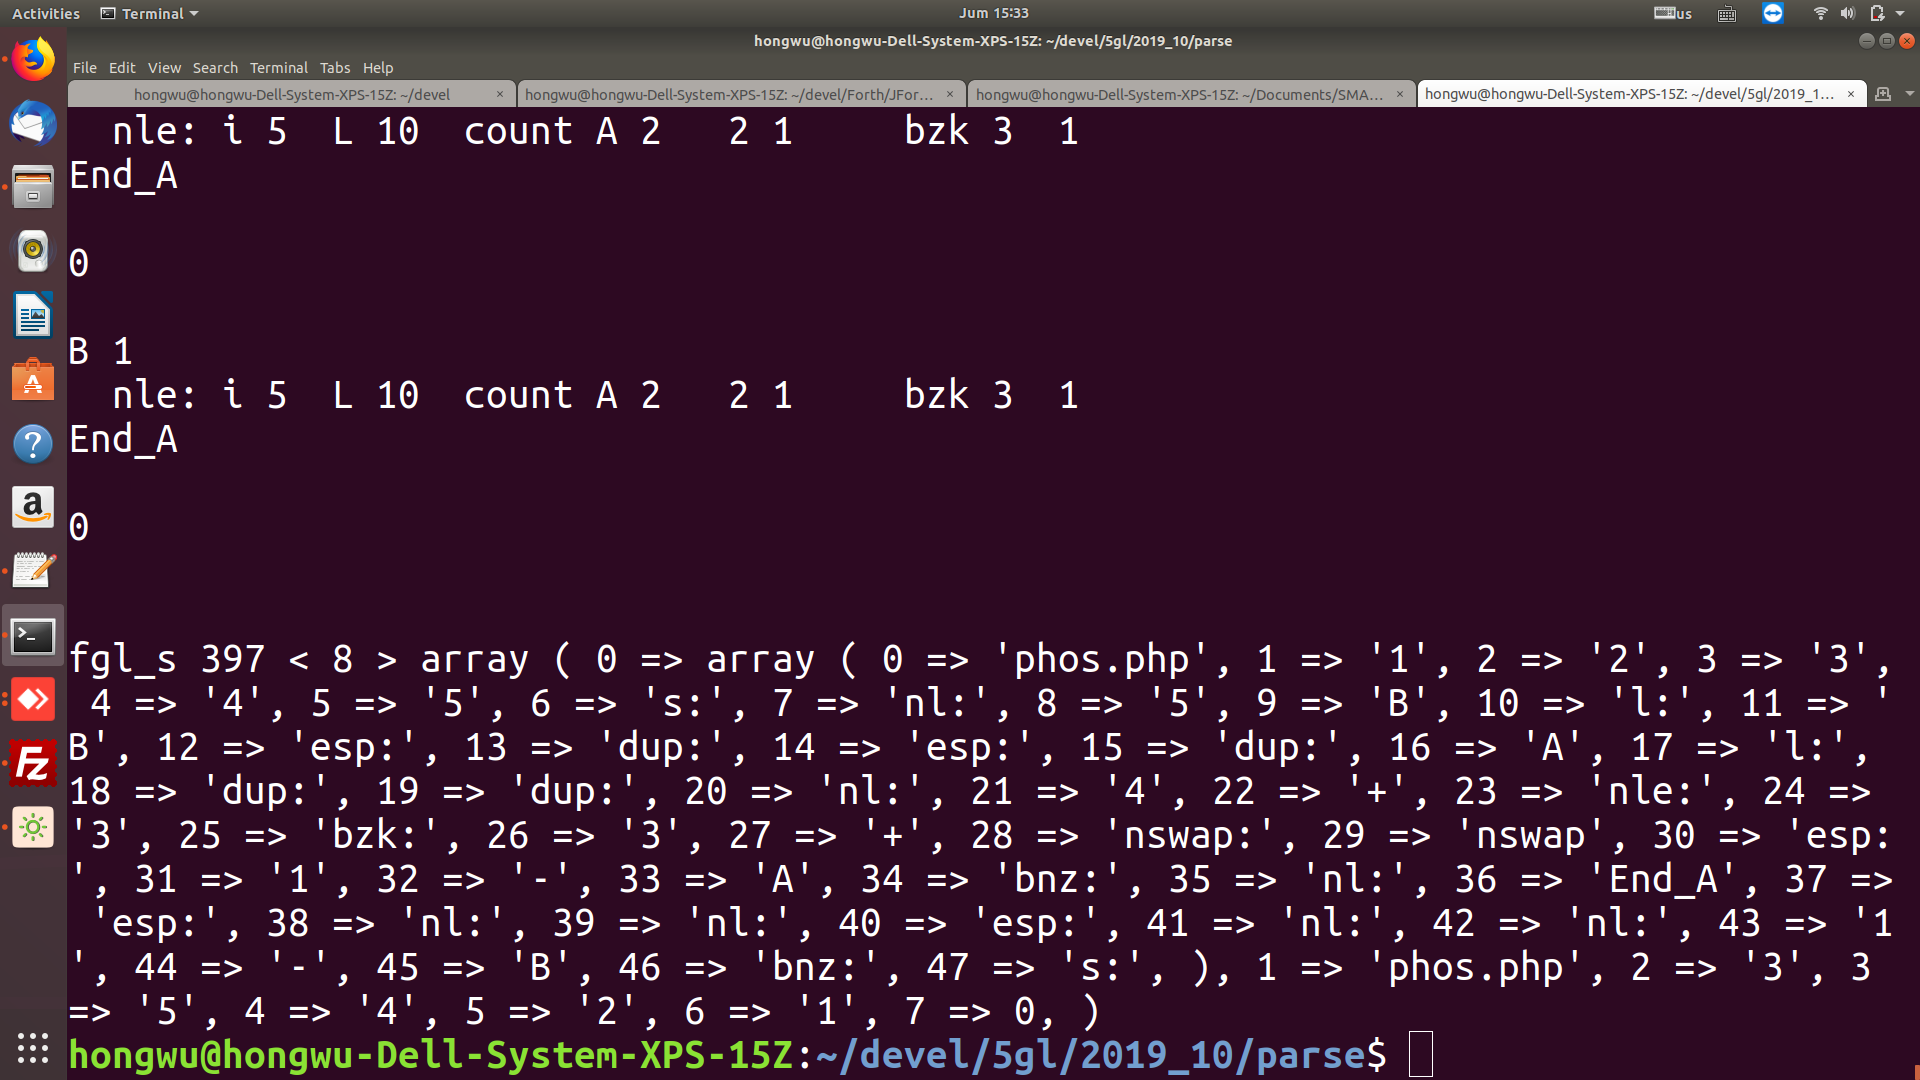 Activities Terminal Jum 15:33 us
hongwu@hongwu-Dell-System-XPS-15Z: ~/devel/5gl/2019_10/parse
File Edit View Search Terminal Tabs Help
hongwu@hongwu-Dell-System-XPS-15Z: ~/devel × hongwu@hongwu-Dell-System-XPS-15Z: ~/devel/Forth/JFor... × hongwu@hongwu-Dell-System-XPS-15Z: ~/Documents/SMA... × hongwu@hongwu-Dell-System-XPS-15Z: ~/devel/5gl/2019_1... ×
  nle: i 5  L 10  count A 2   2 1     bzk 3  1
End_A
0
B 1
  nle: i 5  L 10  count A 2   2 1     bzk 3  1
End_A
0
fgl_s 397 < 8 > array ( 0 => array ( 0 => 'phos.php', 1 => '1', 2 => '2', 3 => '3',
 4 => '4', 5 => '5', 6 => 's:', 7 => 'nl:', 8 => '5', 9 => 'B', 10 => 'l:', 11 => '
B', 12 => 'esp:', 13 => 'dup:', 14 => 'esp:', 15 => 'dup:', 16 => 'A', 17 => 'l:',
18 => 'dup:', 19 => 'dup:', 20 => 'nl:', 21 => '4', 22 => '+', 23 => 'nle:', 24 =>
'3', 25 => 'bzk:', 26 => '3', 27 => '+', 28 => 'nswap:', 29 => 'nswap', 30 => 'esp:
', 31 => '1', 32 => '-', 33 => 'A', 34 => 'bnz:', 35 => 'nl:', 36 => 'End_A', 37 =>
 'esp:', 38 => 'nl:', 39 => 'nl:', 40 => 'esp:', 41 => 'nl:', 42 => 'nl:', 43 => '1
', 44 => '-', 45 => 'B', 46 => 'bnz:', 47 => 's:', ), 1 => 'phos.php', 2 => '3', 3
=> '5', 4 => '4', 5 => '2', 6 => '1', 7 => 0, )
hongwu@hongwu-Dell-System-XPS-15Z:~/devel/5gl/2019_10/parse$